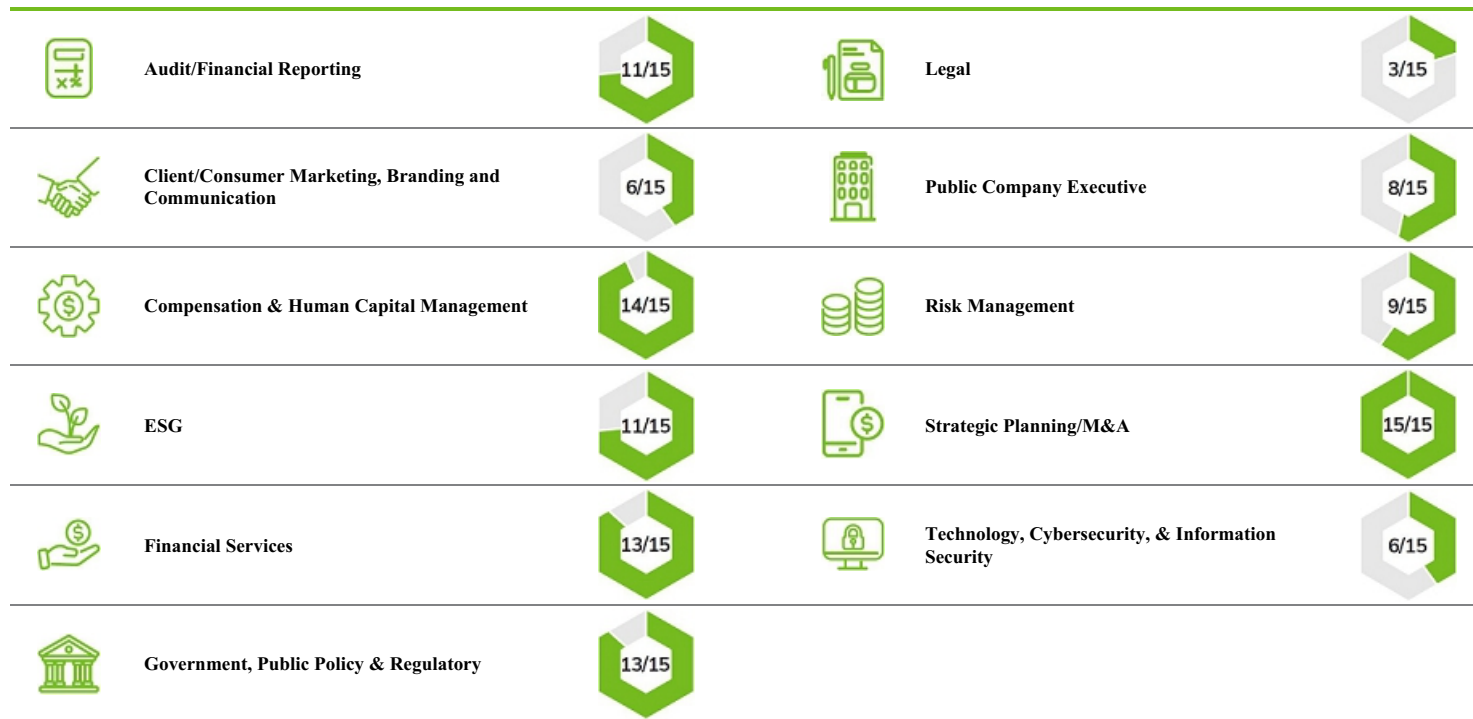 Audit/Financial Reporting
11/15
Legal
3/15
Client/Consumer Marketing, Branding and
Communication
6/15
Public Company Executive
8/15
Compensation & Human Capital Management
14/15
Risk Management
9/15
ESG
11/15
Strategic Planning/M&A
15/15
Financial Services
13/15
Technology, Cybersecurity, & Information
Security
6/15
Government, Public Policy & Regulatory
13/15